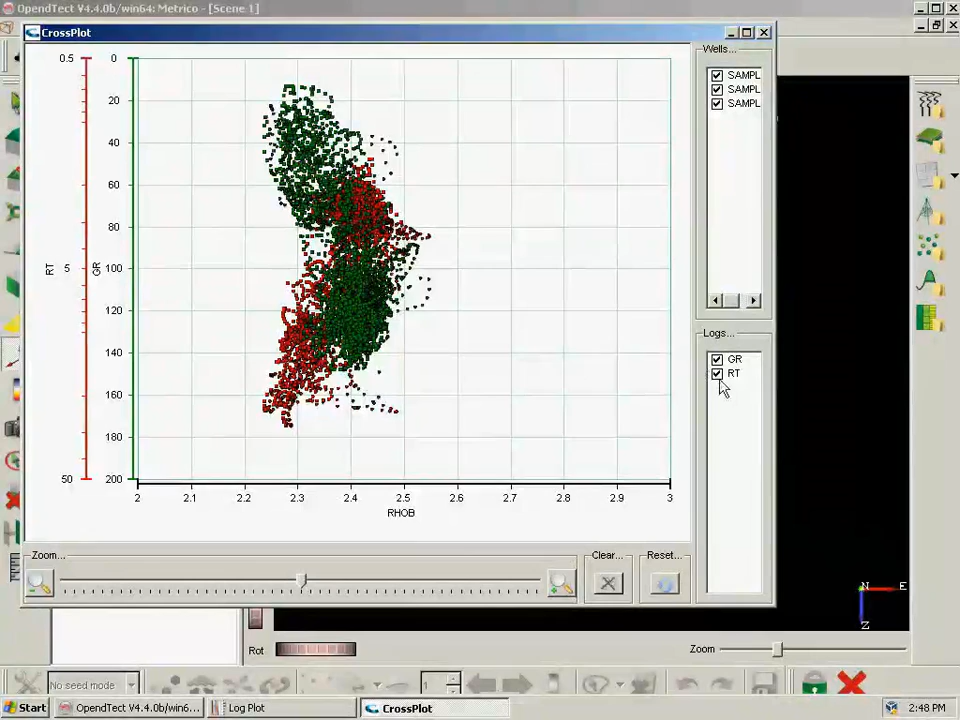 OpendTect V4.4.0b/win64: Metrico - [Scene 1]
CrossPlot
Wells...
SAMPL
SAMPL
SAMPL
Logs...
GR
RT
0.5
5
50
RT
0
20
40
60
80
100
120
140
160
180
200
GR
2
2.1
2.2
2.3
2.4
2.5
2.6
2.7
2.8
2.9
3
RHOB
Zoom...
Clear...
Reset...
N
E
Z
Rot
Zoom
No seed mode
1
Start
OpendTect V4.4.0b/win6...
Log Plot
CrossPlot
2:48 PM